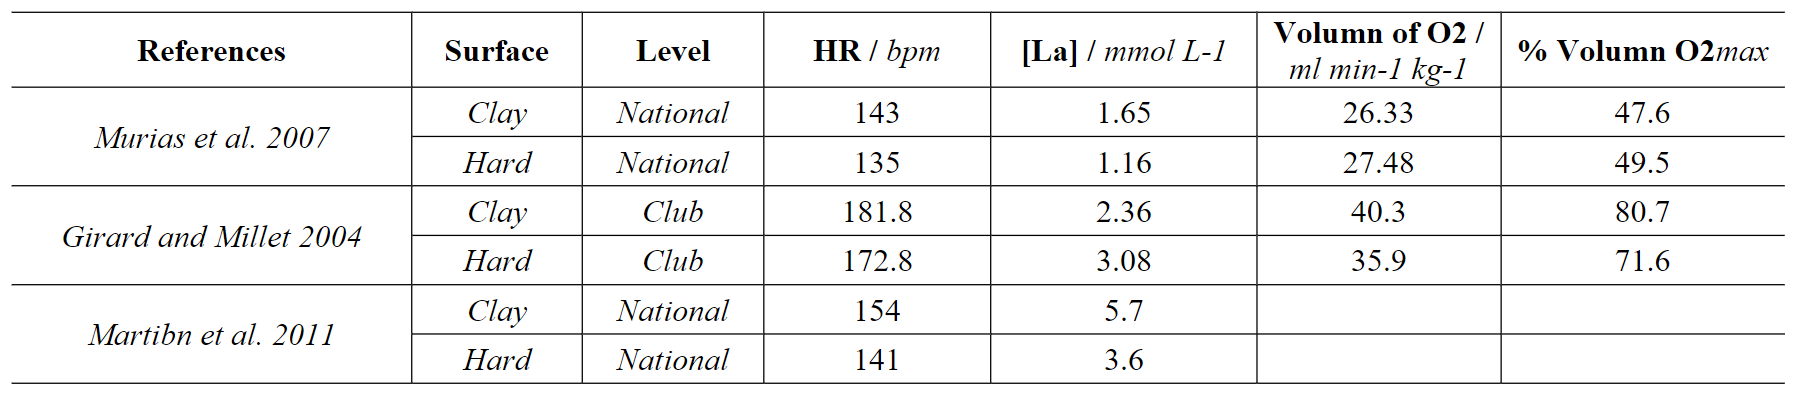 References Surface Level HR / bpm [La] / mmol L-1 Volumn of O2 / ml min-1 kg-1 % Volumn O2max
Murias et al. 2007 Clay National 143 1.65 26.33 47.6
Hard National 135 1.16 27.48 49.5
Girard and Millet 2004 Clay Club 181.8 2.36 40.3 80.7
Hard Club 172.8 3.08 35.9 71.6
Martibn et al. 2011 Clay National 154 5.7
Hard National 141 3.6